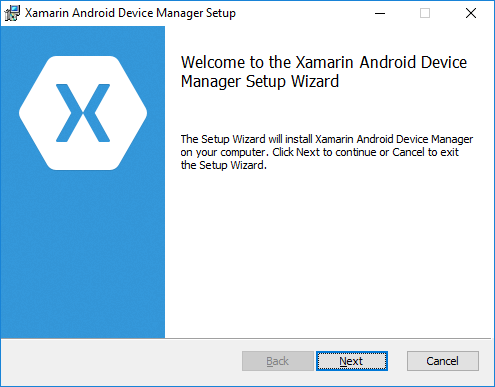 Xamarin Android Device Manager Setup
Welcome to the Xamarin Android Device
Manager Setup Wizard
The Setup Wizard will install Xamarin Android Device Manager
on your computer. Click Next to continue or Cancel to exit
the Setup Wizard.
Back
Next
Cancel